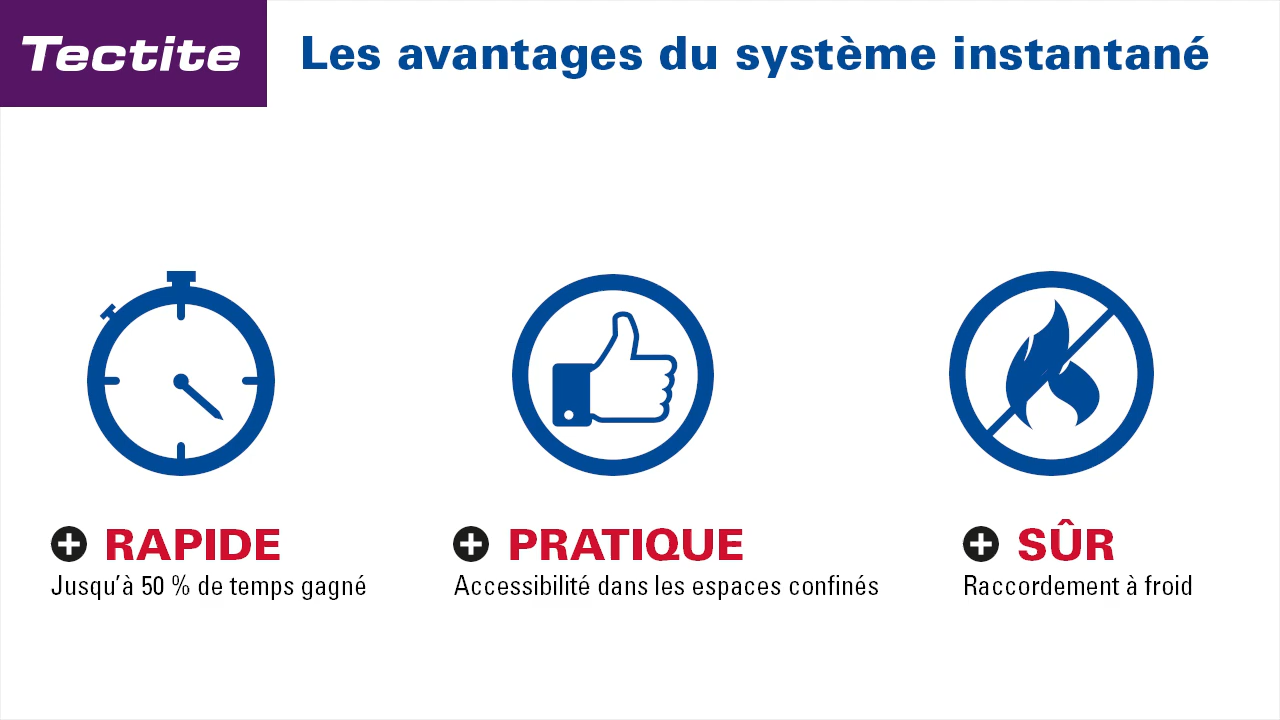 Tectite
Les avantages du système instantané
RAPIDE
Jusqu'à 50 % de temps gagné
PRATIQUE
Accessibilité dans les espaces confinés
SÛR
Raccordement à froid